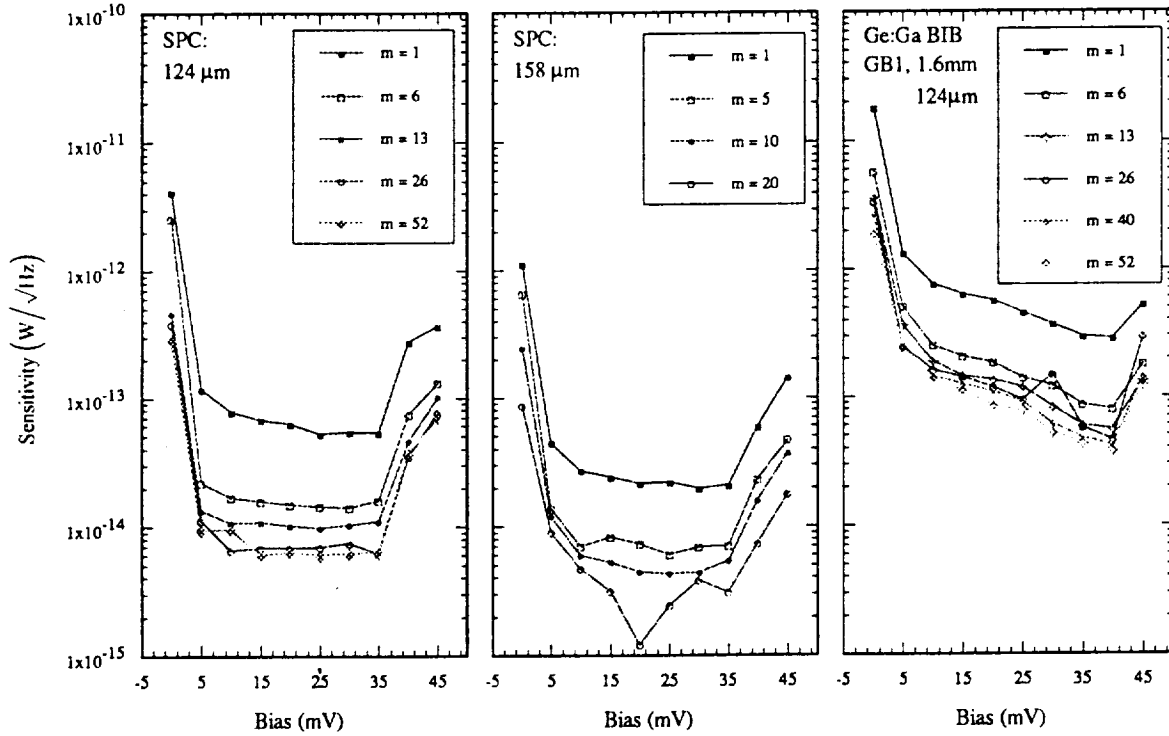 Sensitivity (W/√Hz)
1x10-10
1x10-11
1x10-12
1x10-13
1x10-14
1x10-15
SPC:
124 µm
m = 1
m = 6
m = 13
m = 26
m = 52
-5 5 15 25 35 45
Bias (mV)
SPC:
158 µm
m = 1
m = 5
m = 10
m = 20
-5 5 15 25 35 45
Bias (mV)
Ge:Ga BIB
GB1, 1.6mm
124µm
m = 1
m = 6
m = 13
m = 26
m = 40
m = 52
-5 5 15 25 35 45
Bias (mV)